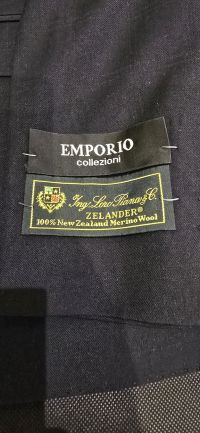 EMPORIO
collezioni
Ing. Loro Piana & C.
ZELANDER®
100% New Zealand Merino Wool